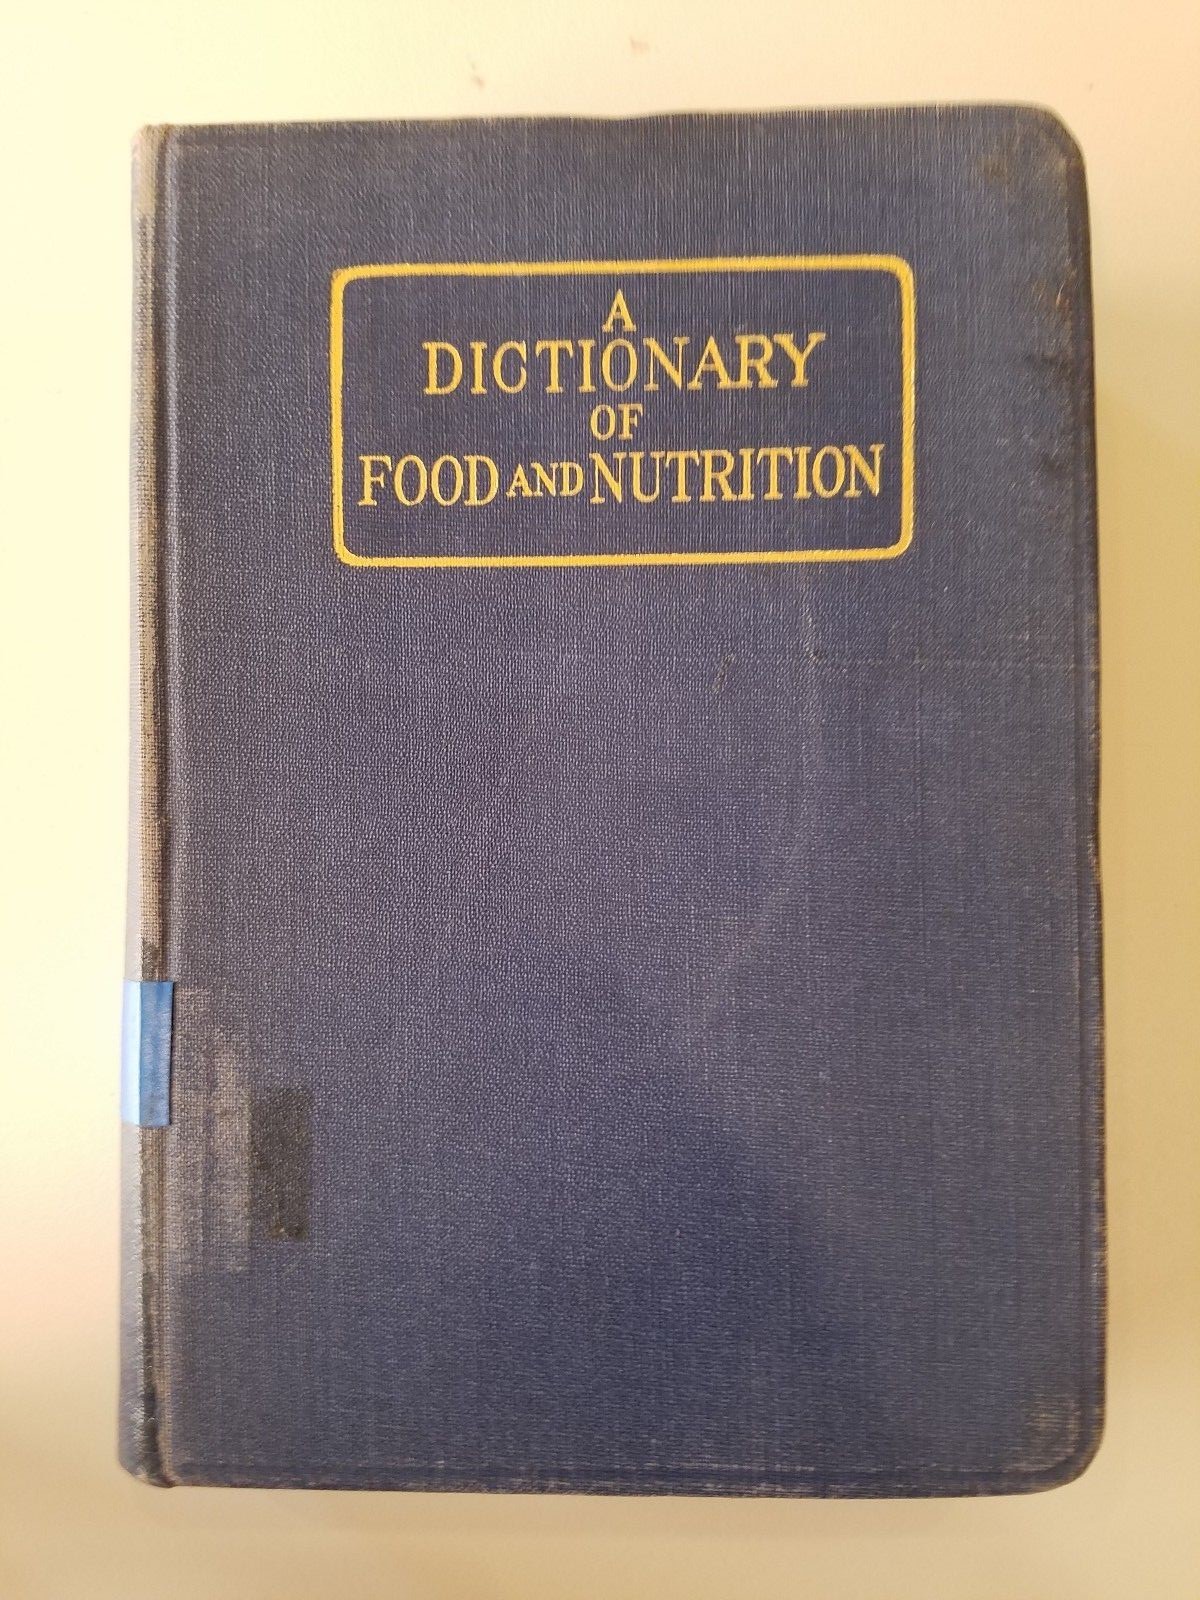 A
DICTIONARY
OF
FOOD AND NUTRITION